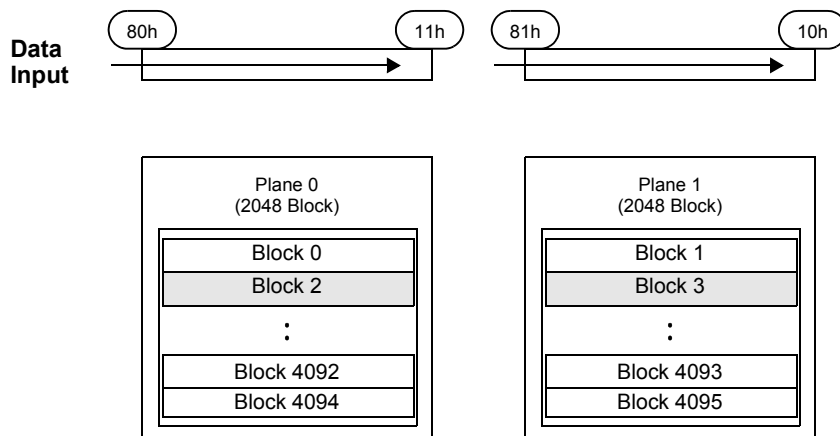 80h
11h
81h
10h
Data
Input
Plane 0
(2048 Block)
Block 0
Block 2
:
Block 4092
Block 4094
Plane 1
(2048 Block)
Block 1
Block 3
:
Block 4093
Block 4095